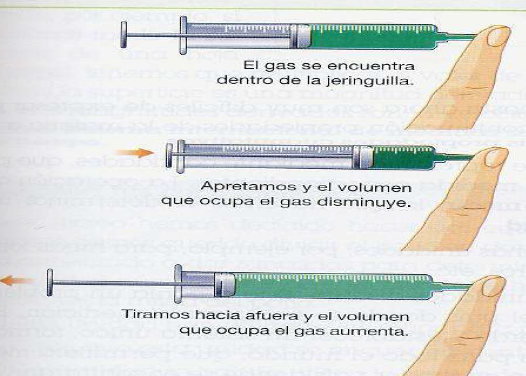 El gas se encuentra
dentro de la jeringuilla.
Apretamos y el volumen
que ocupa el gas disminuye.
Tiramos hacia afuera y el volumen
que ocupa el gas aumenta.